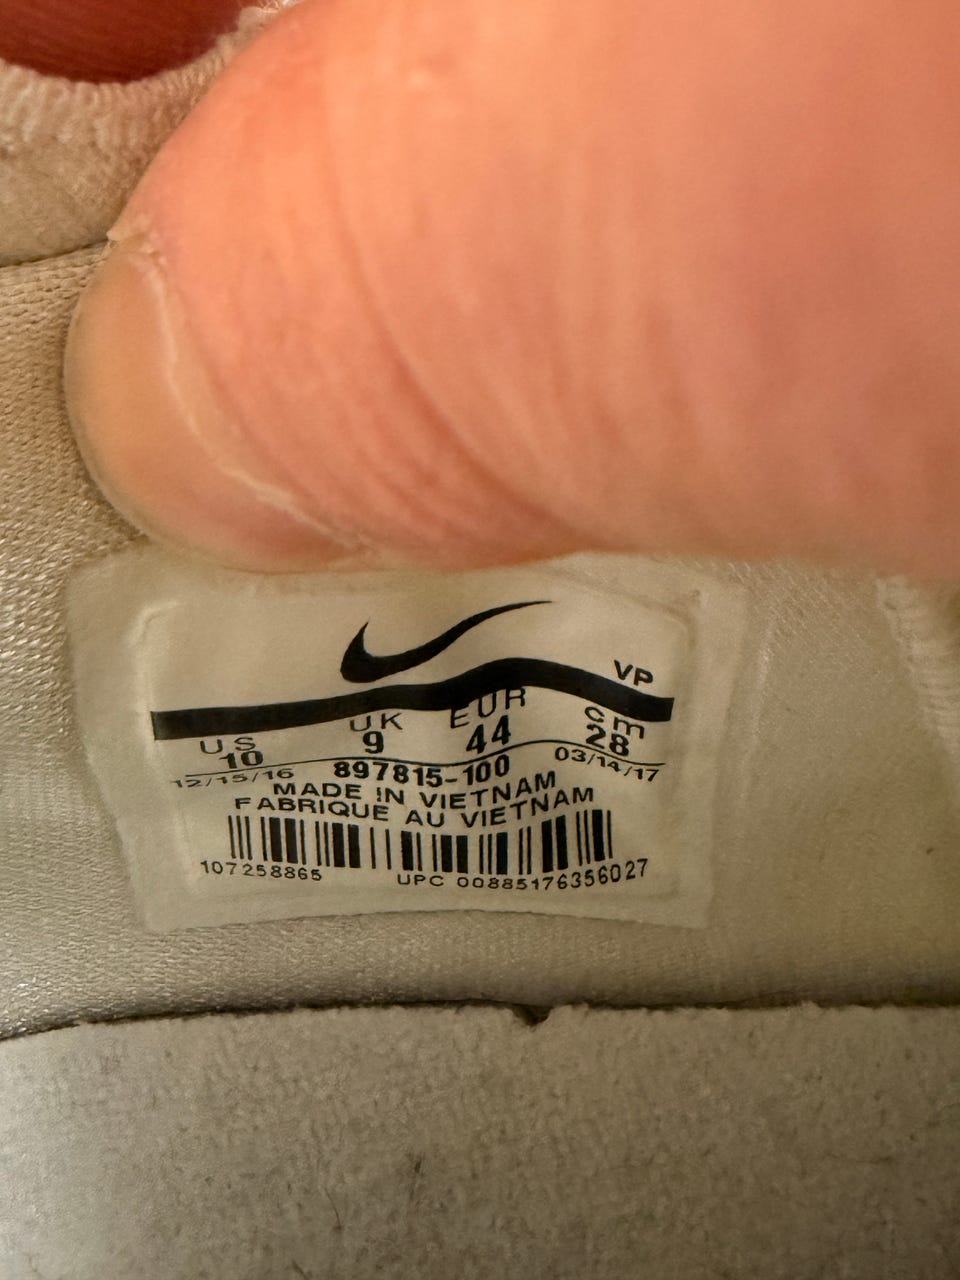 VP
US UK EUR cm
10 9 44 28
12/15/16 897815-100 03/14/17
MADE IN VIETNAM
FABRIQUE AU VIETNAM
107258865 UPC 00885176356027